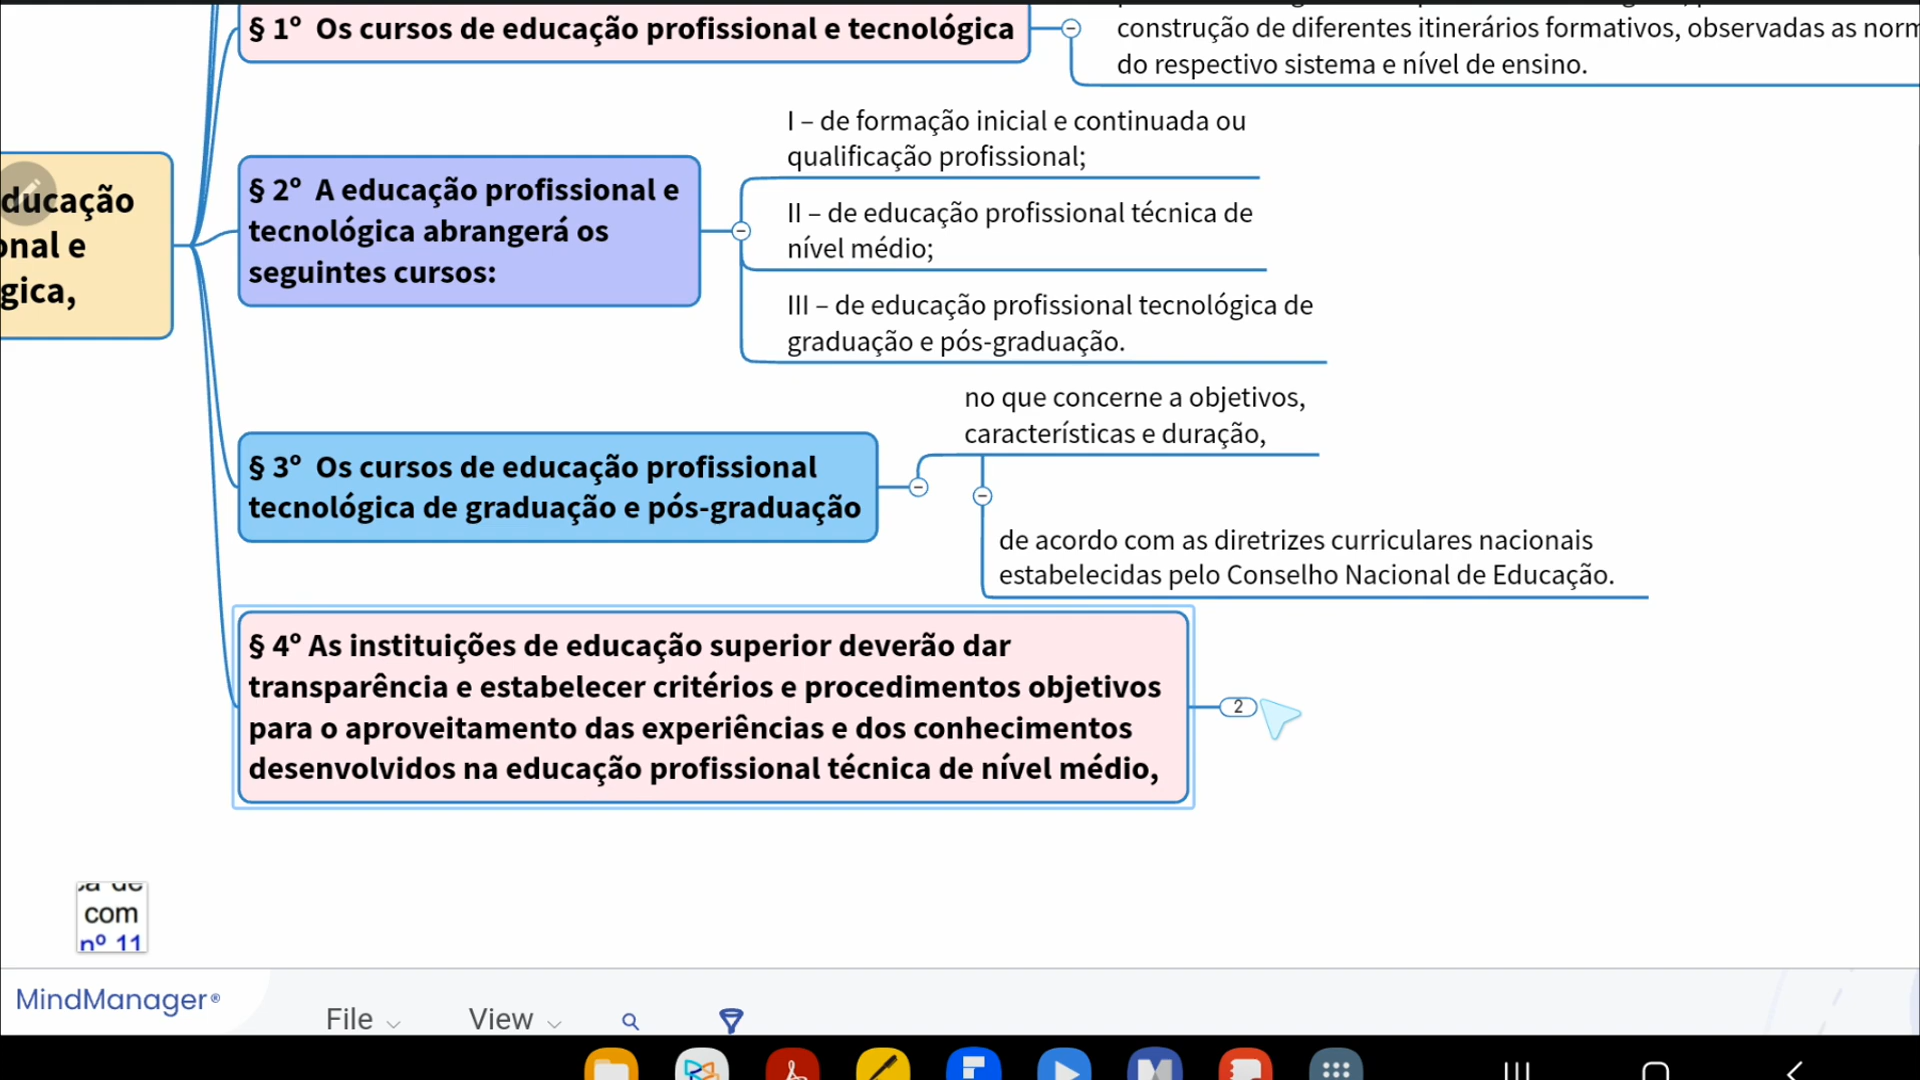 § 1º Os cursos de educação profissional e tecnológica
construção de diferentes itinerários formativos, observadas as norm
do respectivo sistema e nível de ensino.
ducação
onal e
gica,
§ 2º A educação profissional e
tecnológica abrangerá os
seguintes cursos:
I – de formação inicial e continuada ou
qualificação profissional;
II – de educação profissional técnica de
nível médio;
III – de educação profissional tecnológica de
graduação e pós-graduação.
§ 3º Os cursos de educação profissional
tecnológica de graduação e pós-graduação
no que concerne a objetivos,
características e duração,
de acordo com as diretrizes curriculares nacionais
estabelecidas pelo Conselho Nacional de Educação.
§ 4º As instituições de educação superior deverão dar
transparência e estabelecer critérios e procedimentos objetivos
para o aproveitamento das experiências e dos conhecimentos
desenvolvidos na educação profissional técnica de nível médio,
2
com
nº 11
MindManager®
File
View